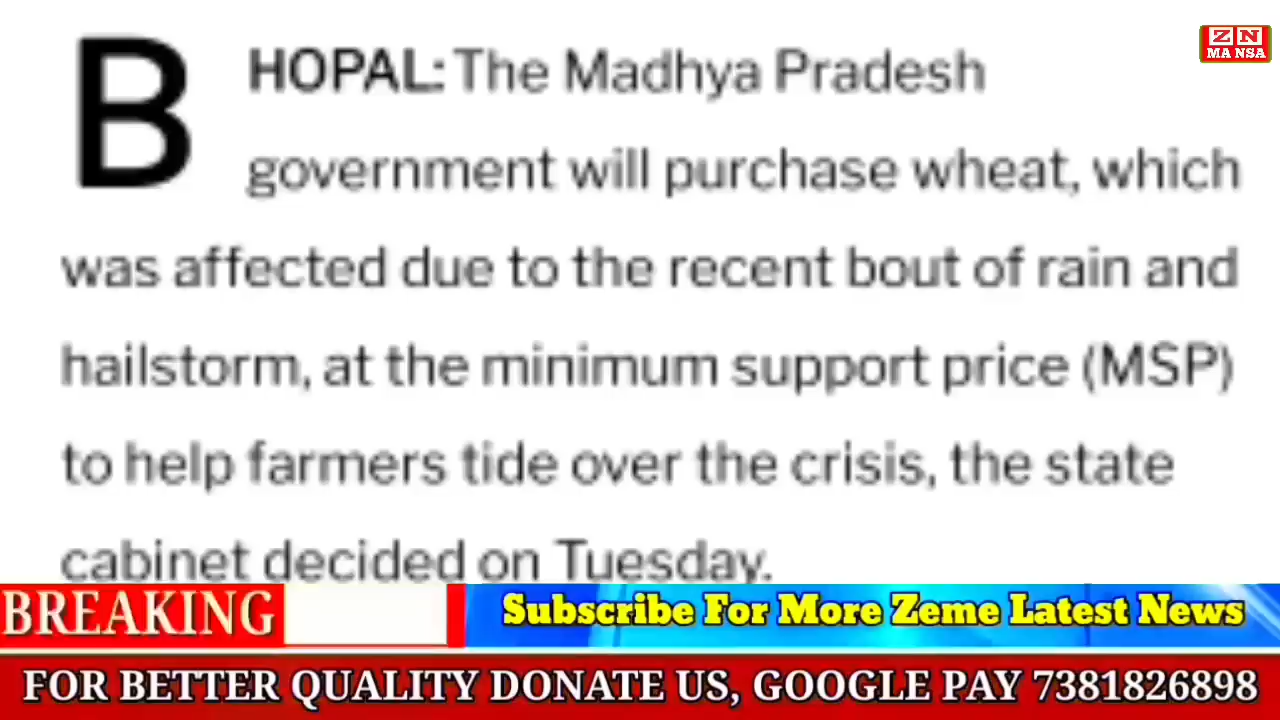 ZN
MANSA
BHOPAL: The Madhya Pradesh
government will purchase wheat, which
was affected due to the recent bout of rain and
hailstorm, at the minimum support price (MSP)
to help farmers tide over the crisis, the state
cabinet decided on Tuesday.
BREAKING
Subscribe For More Zeme Latest News
FOR BETTER QUALITY DONATE US, GOOGLE PAY 7381826898